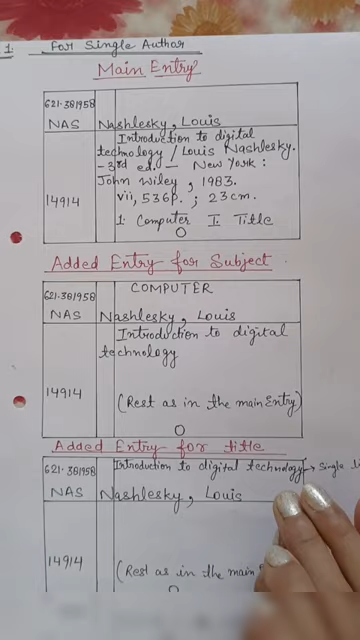 1 For Single Author
Main Entry
621.381958
NAS Nashlesky, Louis
Introduction to digital
technology / Louis Nashlesky.
-3rd ed. - New York:
John Wiley, 1983.
14914 vii, 536p. ; 23cm.
1. Computer I. Title
Added Entry for Subject
621.381958 COMPUTER
NAS Nashlesky, Louis
Introduction to digital
technology
14914 (Rest as in the main Entry)
Added Entry for title
621.381958 Introduction to digital technology → Single
NAS Nashlesky, Louis
14914 (Rest as in the main